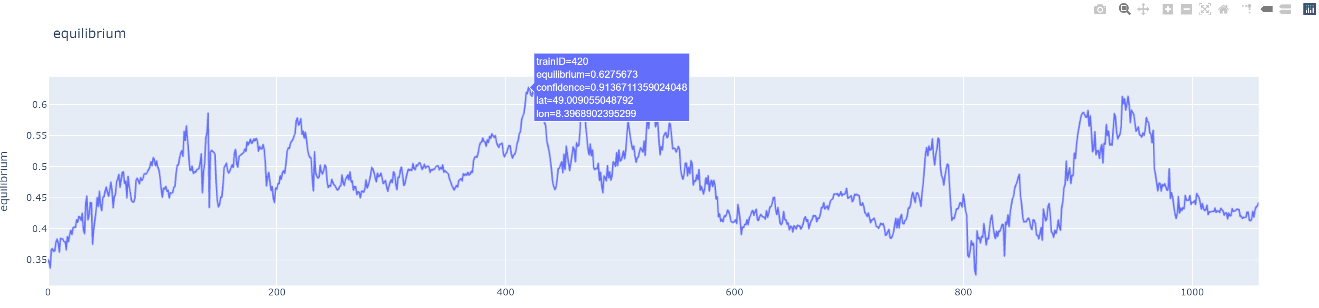 equilibrium
trainID=420
equilibrium=0.6275673
confidence=0.9136711359024048
lat=49.009055048792
lon=8.3968902395299
0.6
0.55
0.5
0.45
0.4
0.35
equilibrium
0
200
400
600
800
1000